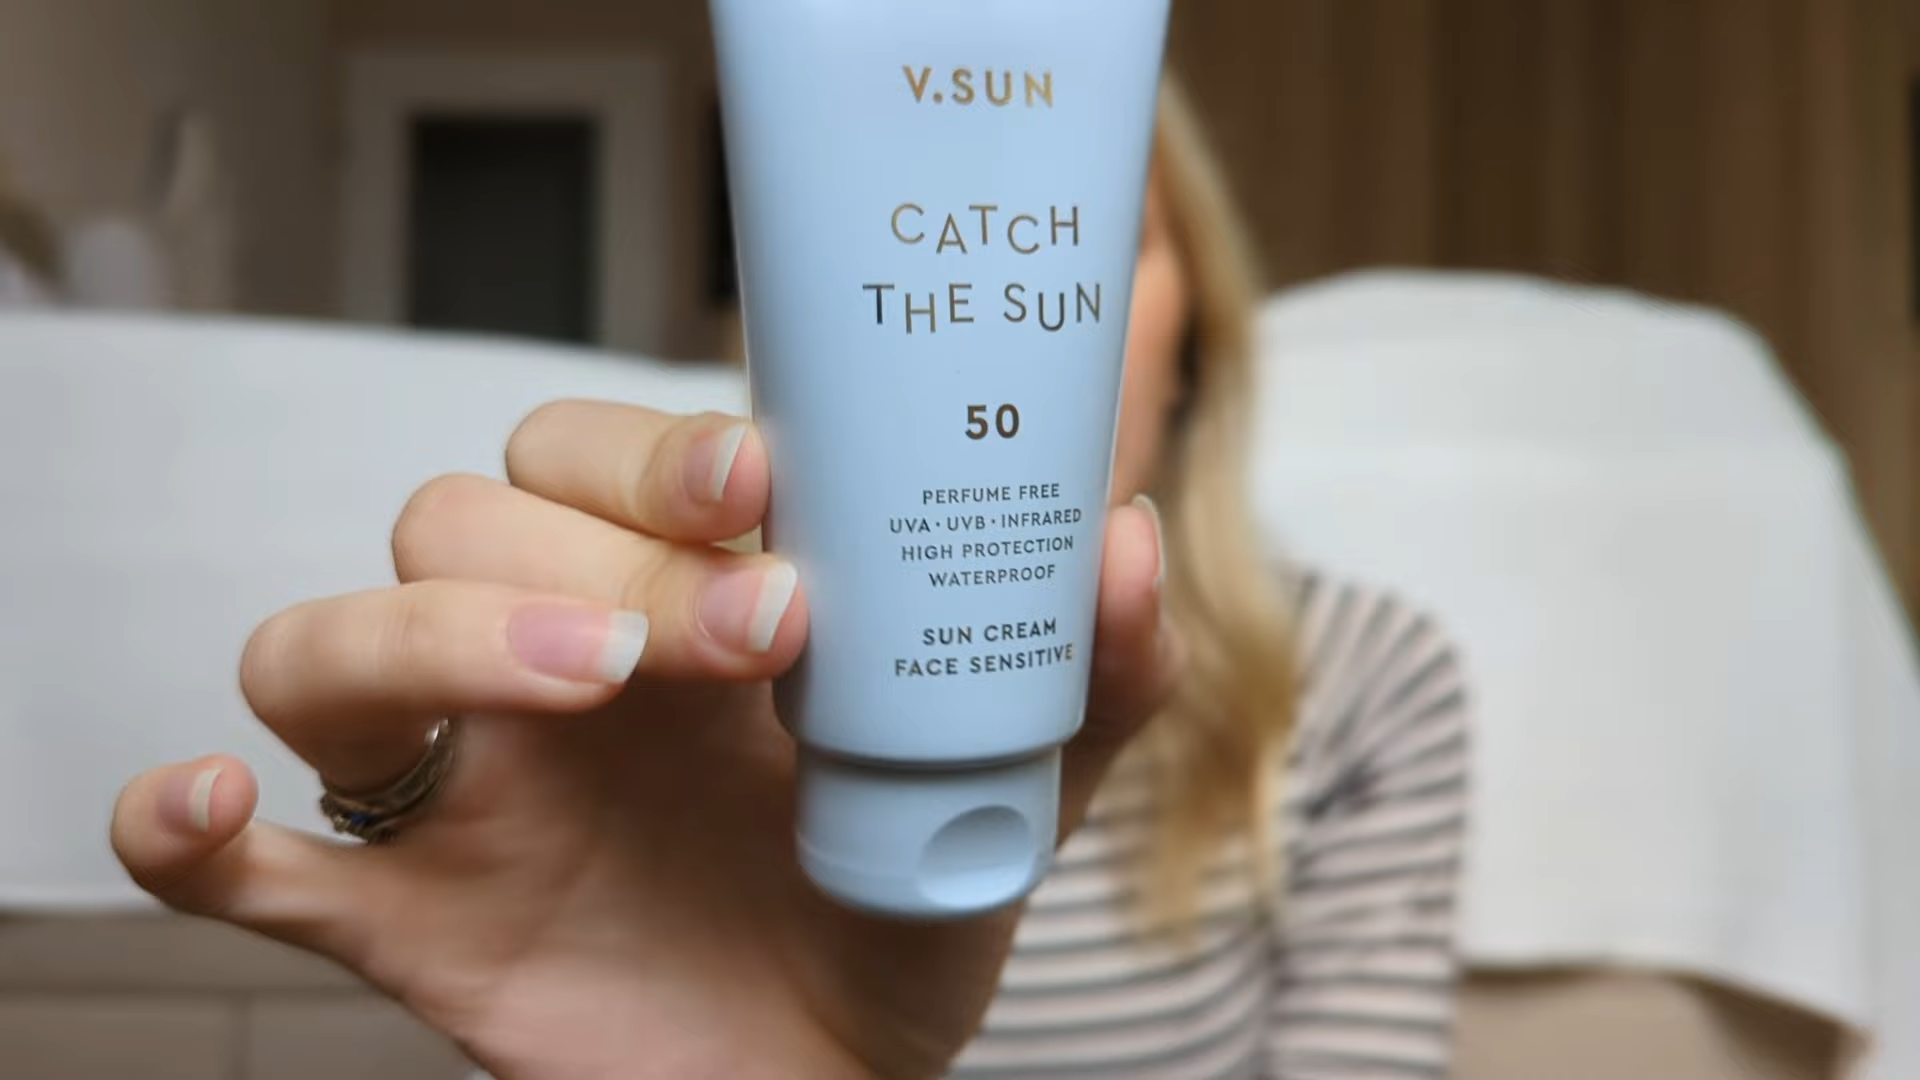 V.SUN
CATCH
THE SUN
50
PERFUME FREE
UVA • UVB • INFRARED
HIGH PROTECTION
WATERPROOF
SUN CREAM
FACE SENSITIVE